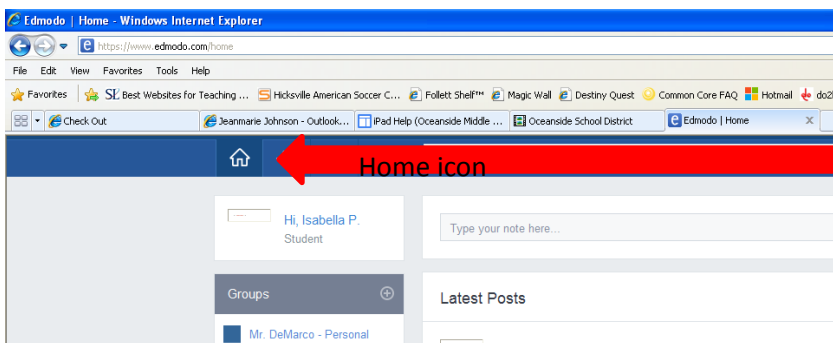 Edmodo | Home - Windows Internet Explorer
https://www.edmodo.com/home
File Edit View Favorites Tools Help
Favorites Best Websites for Teaching ... Hicksville American Soccer C... Follett Shelf™ Magic Wall Destiny Quest Common Core FAQ Hotmail
Check Out Jeanmarie Johnson - Outlook... iPad Help (Oceanside Middle ... Oceanside School District Edmodo | Home X
Home icon
Hi, Isabella P.
Student
Type your note here...
Groups
Latest Posts
Mr. DeMarco - Personal